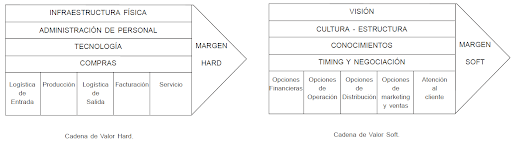 INFRAESTRUCTURA FÍSICA
ADMINISTRACIÓN DE PERSONAL
TECNOLOGÍA
COMPRAS
MARGEN
HARD
Logística
de
Entrada
Producción
Logística
de
Salida
Facturación
Servicio
Cadena de Valor Hard.
VISIÓN
CULTURA - ESTRUCTURA
CONOCIMIENTOS
TIMING Y NEGOCIACIÓN
MARGEN
SOFT
Opciones
Financieras
Opciones
de
Operación
Opciones
de
Distribución
Opciones
de
marketing
y ventas
Atención
al
cliente
Cadena de Valor Soft.